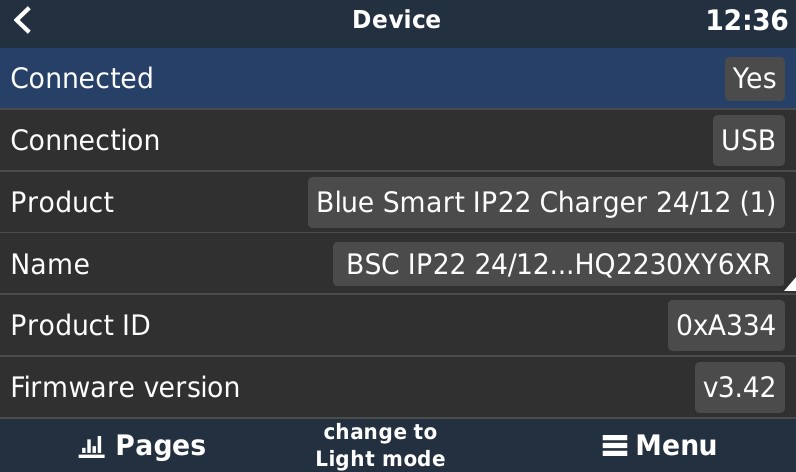 Device 12:36
Connected Yes
Connection USB
Product Blue Smart IP22 Charger 24/12 (1)
Name BSC IP22 24/12...HQ2230XY6XR
Product ID 0xA334
Firmware version v3.42
Pages change to Light mode Menu